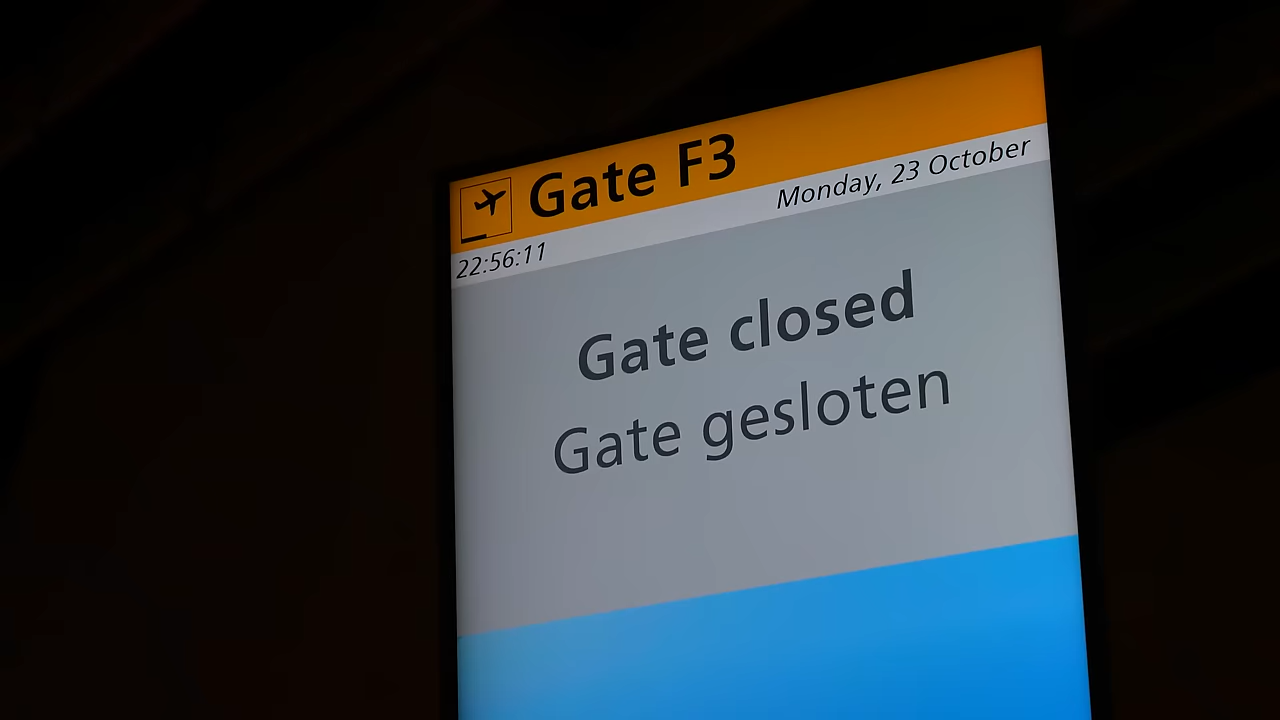 Gate F3
Monday, 23 October
22:56:11
Gate closed
Gate gesloten